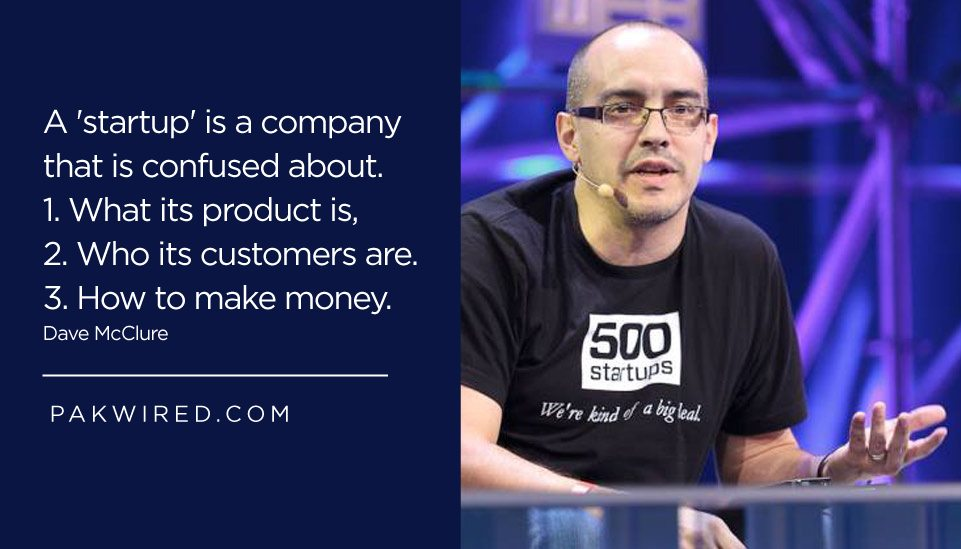 A 'startup' is a company
that is confused about.
1. What its product is,
2. Who its customers are.
3. How to make money.
Dave McClure
PAKWIRED.COM
500
startups
We're kind of a big deal.